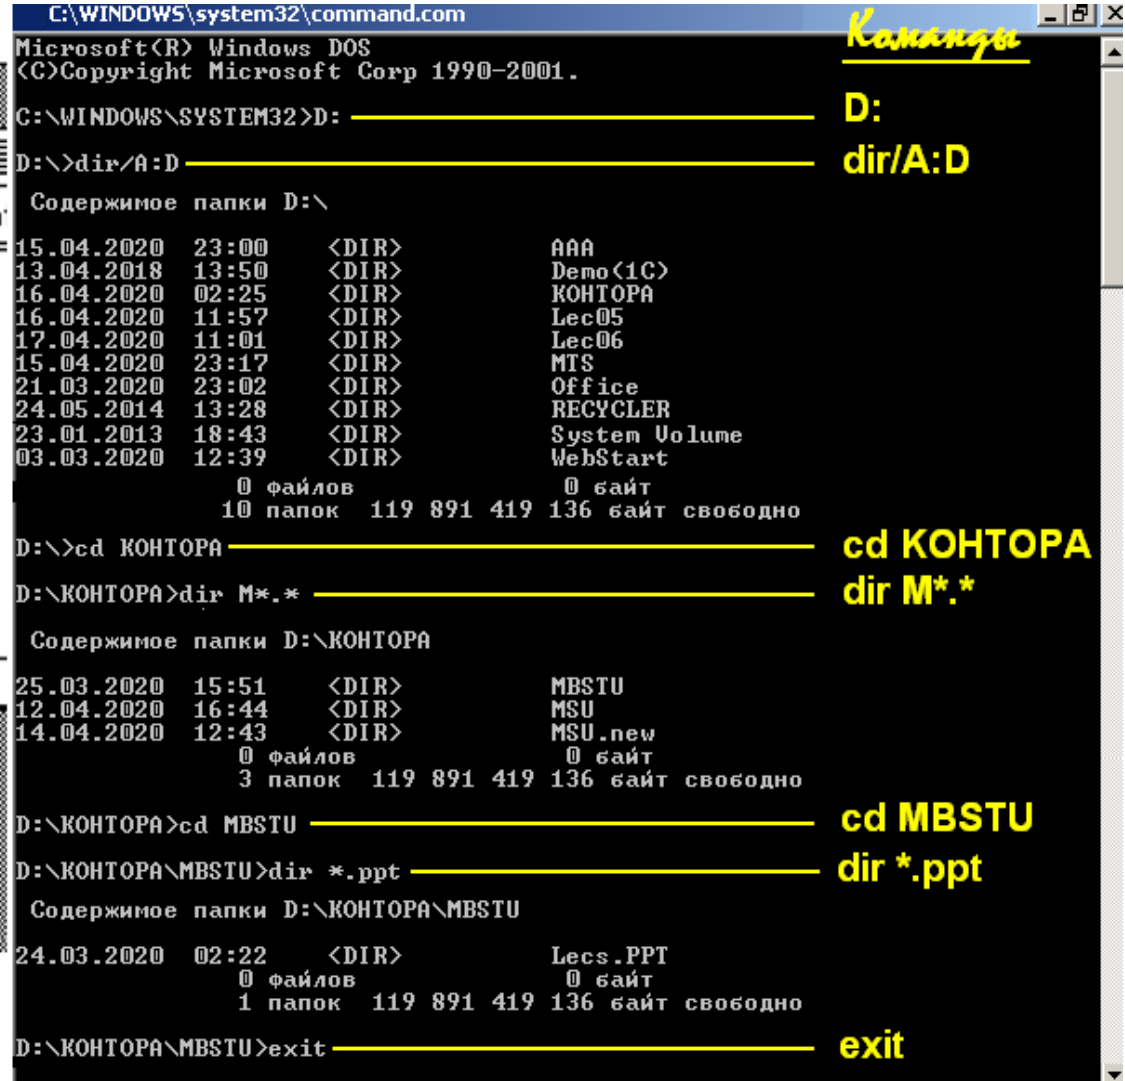 C:\WINDOWS\system32\command.com
Команды
Microsoft(R) Windows DOS
(C)Copyright Microsoft Corp 1990-2001.
C:\WINDOWS\SYSTEM32>D: D:
D:\>dir/A:D dir/A:D
Содержимое папки D:\
15.04.2020 23:00 <DIR> AAA
13.04.2018 13:50 <DIR> Demo(1C)
16.04.2020 02:25 <DIR> КОНТОРА
16.04.2020 11:57 <DIR> Lec05
17.04.2020 11:01 <DIR> Lec06
15.04.2020 23:17 <DIR> MTS
21.03.2020 23:02 <DIR> Office
24.05.2014 13:28 <DIR> RECYCLER
23.01.2013 18:43 <DIR> System Volume
03.03.2020 12:39 <DIR> WebStart
0 файлов 0 байт
10 папок 119 891 419 136 байт свободно
D:\>cd КОНТОРА cd КОНТОРА
D:\КОНТОРА>dir M*.* dir M*.*
Содержимое папки D:\КОНТОРА
25.03.2020 15:51 <DIR> MBSTU
12.04.2020 16:44 <DIR> MSU
14.04.2020 12:43 <DIR> MSU.new
0 файлов 0 байт
3 папок 119 891 419 136 байт свободно
D:\КОНТОРА>cd MBSTU cd MBSTU
D:\КОНТОРА\MBSTU>dir *.ppt dir *.ppt
Содержимое папки D:\КОНТОРА\MBSTU
24.03.2020 02:22 <DIR> Lecs.PPT
0 файлов 0 байт
1 папок 119 891 419 136 байт свободно
D:\КОНТОРА\MBSTU>exit exit